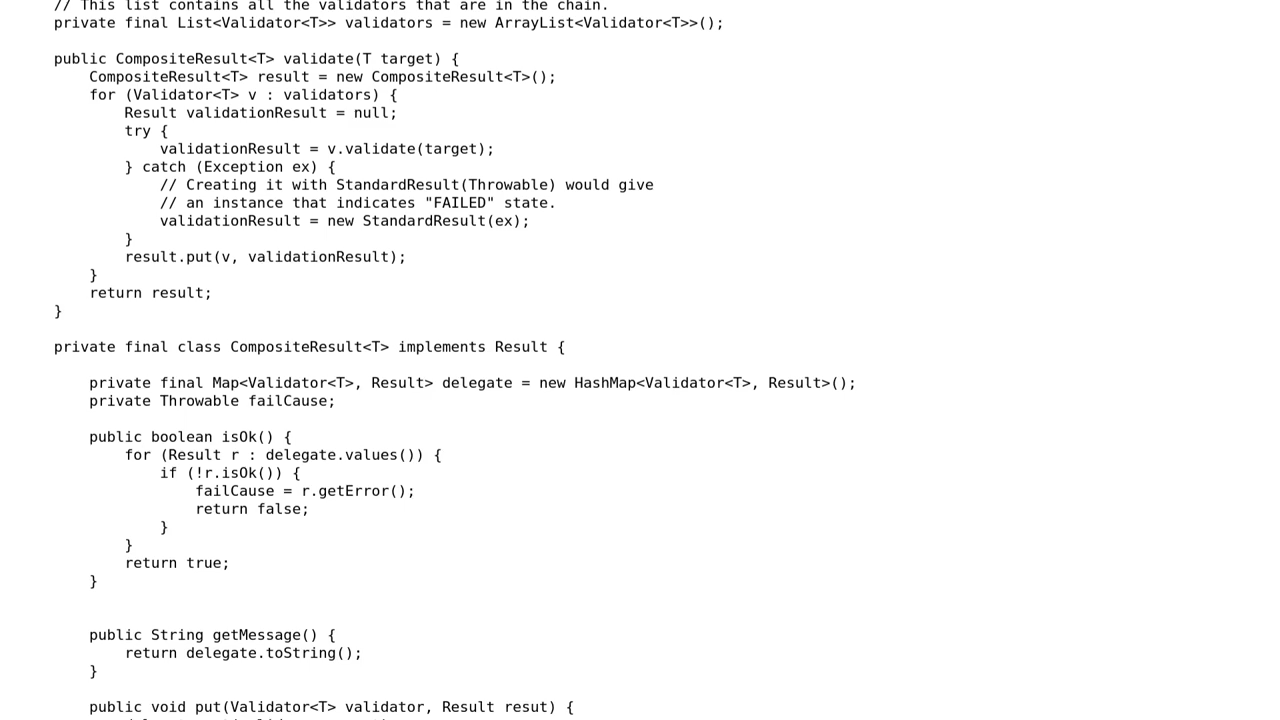 // This list contains all the validators that are in the chain.
private final List<Validator<T>> validators = new ArrayList<Validator<T>>();
public CompositeResult<T> validate(T target) {
CompositeResult<T> result = new CompositeResult<T>();
for (Validator<T> v : validators) {
Result validationResult = null;
try {
validationResult = v.validate(target);
} catch (Exception ex) {
// Creating it with StandardResult(Throwable) would give
// an instance that indicates "FAILED" state.
validationResult = new StandardResult(ex);
}
result.put(v, validationResult);
}
return result;
}
private final class CompositeResult<T> implements Result {
private final Map<Validator<T>, Result> delegate = new HashMap<Validator<T>, Result>();
private Throwable failCause;
public boolean isOk() {
for (Result r : delegate.values()) {
if (!r.isOk()) {
failCause = r.getError();
return false;
}
}
return true;
}
public String getMessage() {
return delegate.toString();
}
public void put(Validator<T> validator, Result resut) {